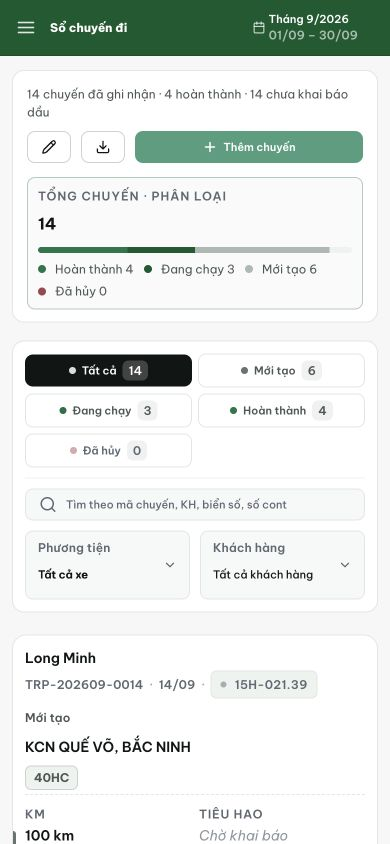 Sổ chuyến đi
Tháng 9/2026
01/09 – 30/09
14 chuyến đã ghi nhận · 4 hoàn thành · 14 chưa khai báo
dầu
Thêm chuyến
TỔNG CHUYẾN · PHÂN LOẠI
14
Hoàn thành 4 Đang chạy 3 Mới tạo 6
Đã hủy 0
Tất cả 14 Mới tạo 6
Đang chạy 3 Hoàn thành 4
Đã hủy 0
Tìm theo mã chuyến, KH, biển số, số cont
Phương tiện Khách hàng
Tất cả xe Tất cả khách hàng
Long Minh
TRP-202609-0014 · 14/09 · 15H-021.39
Mới tạo
KCN QUẾ VÕ, BẮC NINH
40HC
KM TIÊU HAO
100 km Chờ khai báo